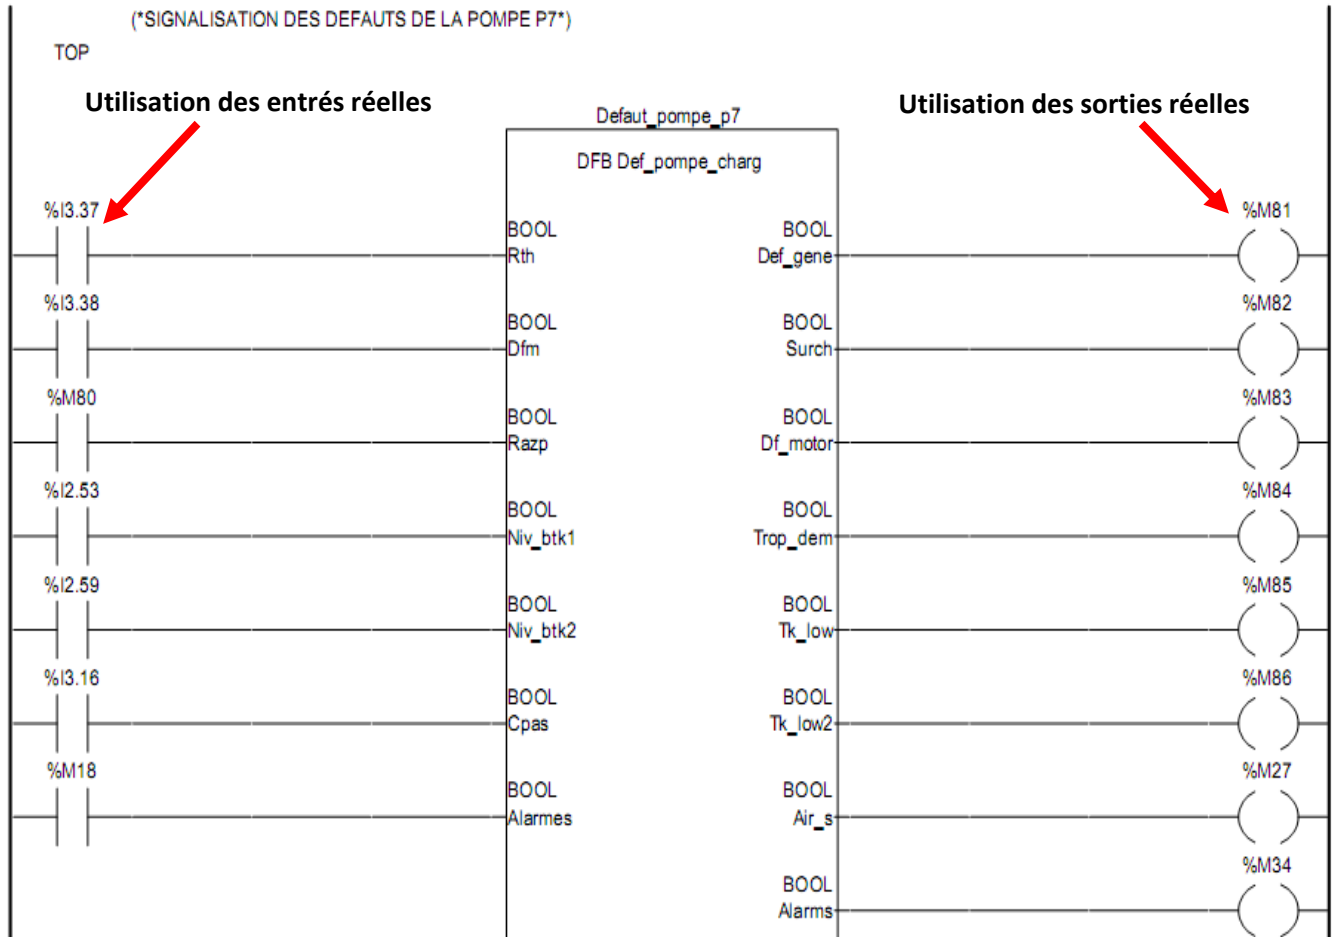 (*SIGNALISATION DES DEFAUTS DE LA POMPE P7*)
TOP
Utilisation des entrés réelles
Utilisation des sorties réelles
Defaut_pompe_p7
DFB Def_pompe_charg
%I3.37
%M81
BOOL
BOOL
Rth
Def_gene
%I3.38
%M82
BOOL
BOOL
Dfm
Surch
%M80
%M83
BOOL
BOOL
Razp
Df_motor
%I2.53
%M84
BOOL
BOOL
Niv_btk1
Trop_dem
%I2.59
%M85
BOOL
BOOL
Niv_btk2
Tk_low
%I3.16
%M86
BOOL
BOOL
Cpas
Tk_low2
%M18
%M27
BOOL
BOOL
Alarmes
Air_s
%M34
BOOL
Alarms